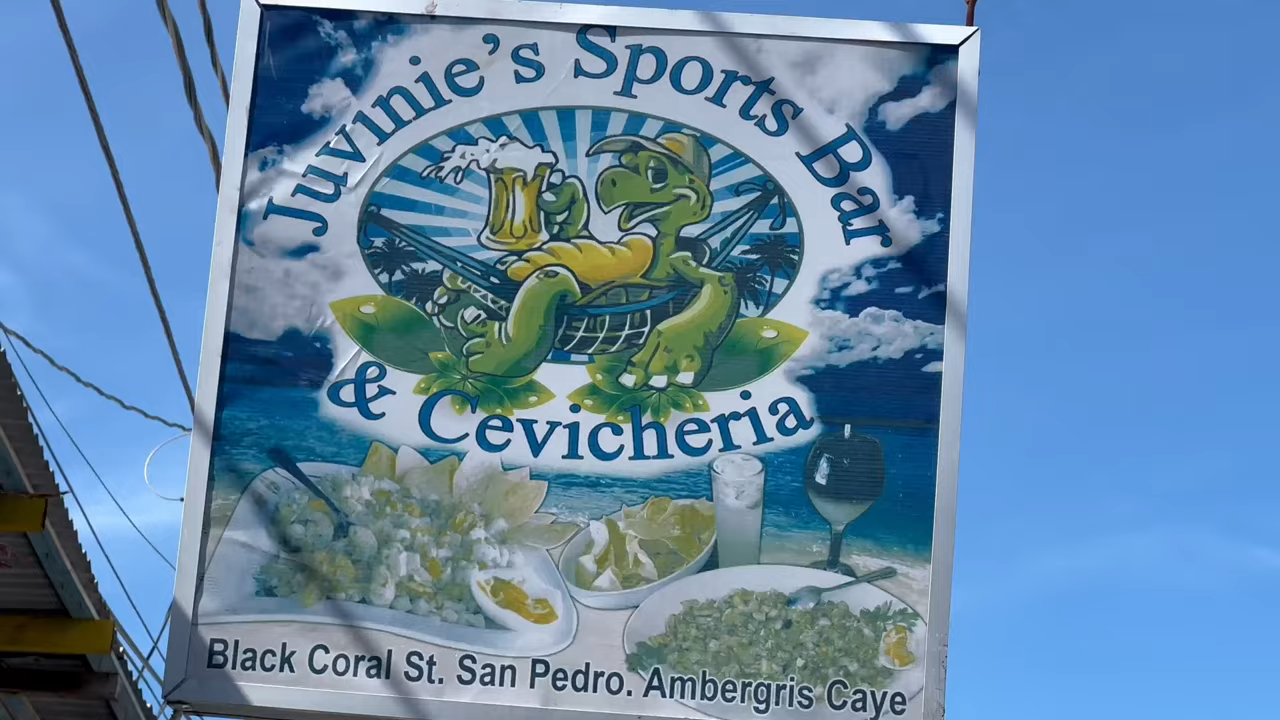 Juvinie's Sports Bar
& Cevicheria
Black Coral St. San Pedro. Ambergris Caye